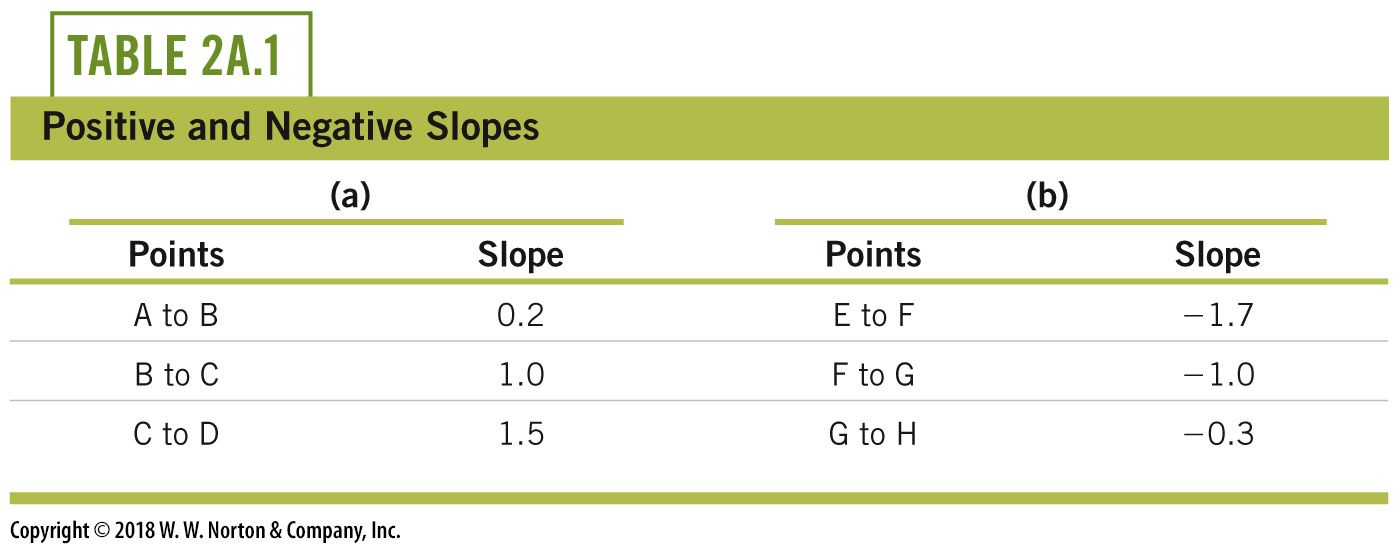 TABLE 2A.1
Positive and Negative Slopes
(a) (b)
Points Slope Points Slope
A to B 0.2 E to F −1.7
B to C 1.0 F to G −1.0
C to D 1.5 G to H −0.3
Copyright © 2018 W. W. Norton & Company, Inc.